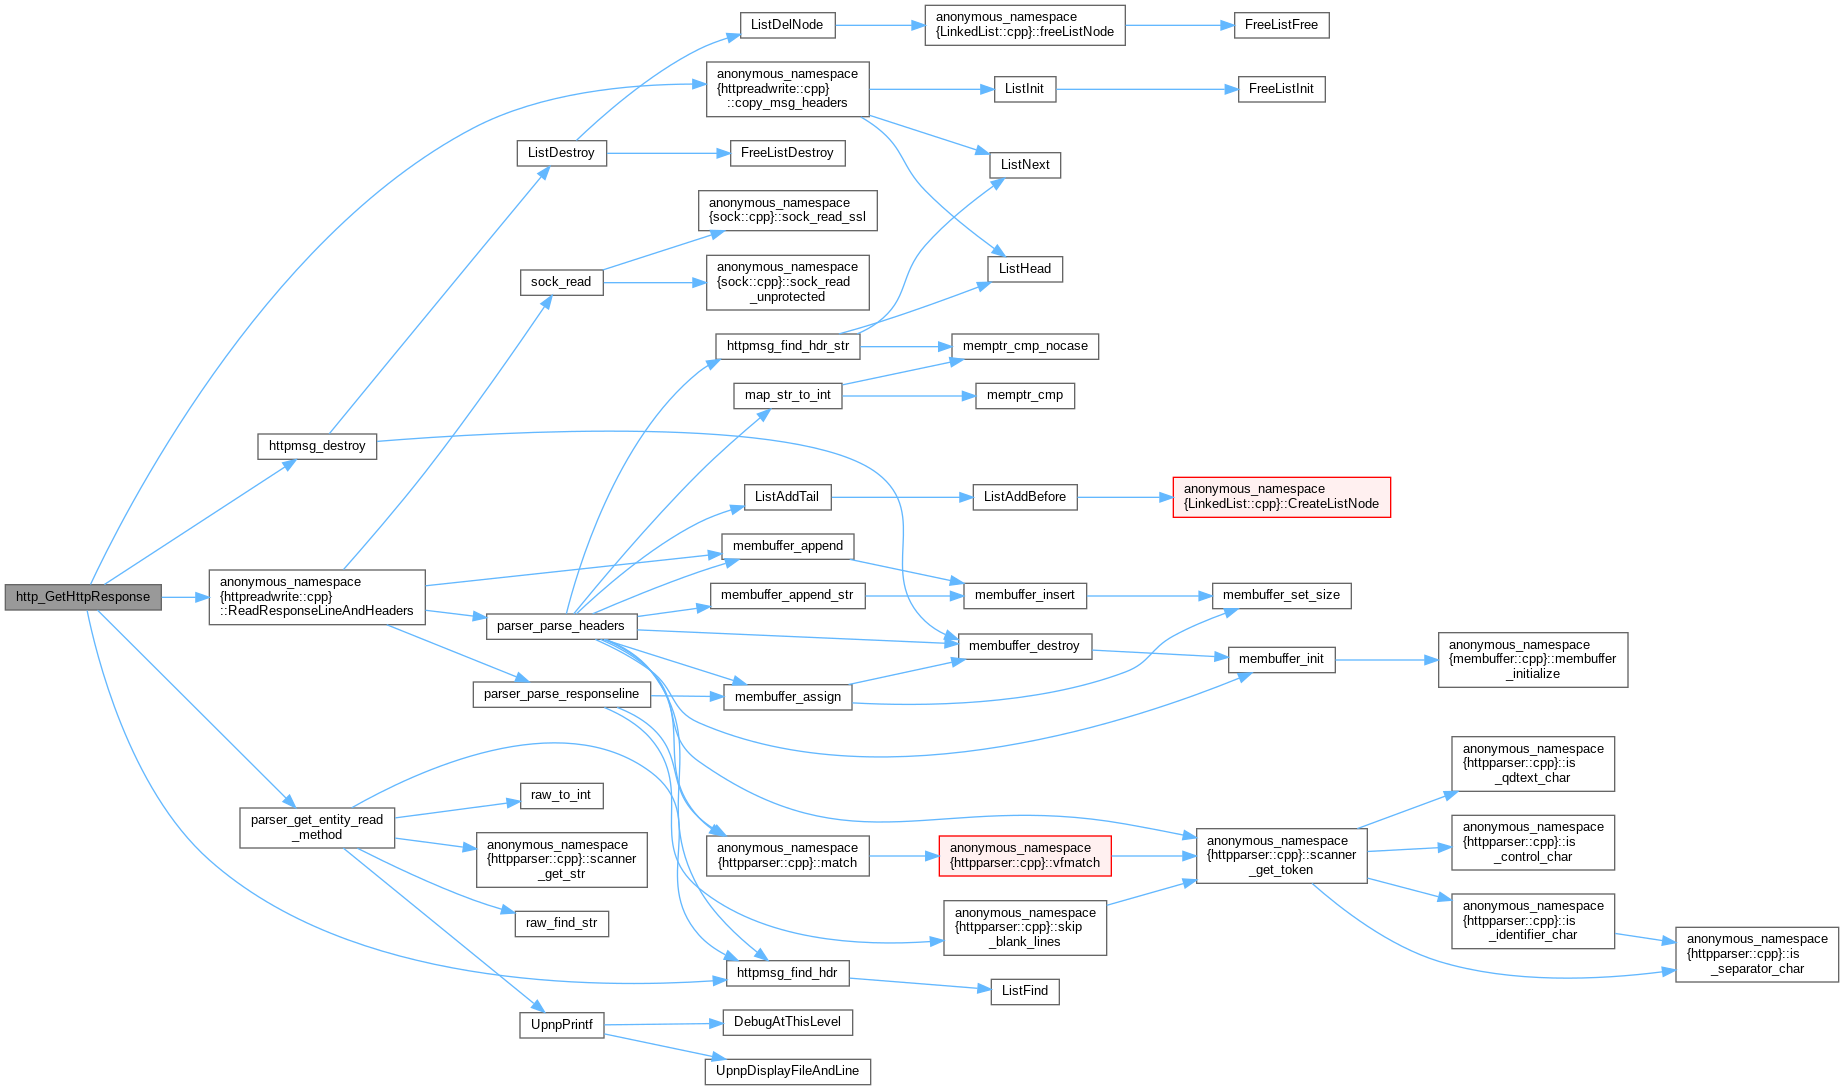 http_GetHttpResponse
anonymous_namespace
{httpreadwrite::cpp}
::copy_msg_headers
ListInit
FreeListInit
ListNext
ListHead
httpmsg_destroy
ListDestroy
ListDelNode
anonymous_namespace
{LinkedList::cpp}::freeListNode
FreeListFree
FreeListDestroy
anonymous_namespace
{httpreadwrite::cpp}
::ReadResponseLineAndHeaders
sock_read
anonymous_namespace
{sock::cpp}::sock_read_ssl
anonymous_namespace
{sock::cpp}::sock_read
_unprotected
parser_parse_headers
httpmsg_find_hdr_str
memptr_cmp_nocase
map_str_to_int
memptr_cmp
ListAddTail
ListAddBefore
anonymous_namespace
{LinkedList::cpp}::CreateListNode
membuffer_append
membuffer_append_str
membuffer_insert
membuffer_set_size
membuffer_destroy
membuffer_init
anonymous_namespace
{membuffer::cpp}::membuffer
_initialize
parser_parse_responseline
membuffer_assign
anonymous_namespace
{httpparser::cpp}::match
anonymous_namespace
{httpparser::cpp}::vfmatch
anonymous_namespace
{httpparser::cpp}::scanner
_get_token
anonymous_namespace
{httpparser::cpp}::is
_qdtext_char
anonymous_namespace
{httpparser::cpp}::is
_control_char
anonymous_namespace
{httpparser::cpp}::is
_identifier_char
anonymous_namespace
{httpparser::cpp}::is
_separator_char
anonymous_namespace
{httpparser::cpp}::skip
_blank_lines
parser_get_entity_read
_method
raw_to_int
anonymous_namespace
{httpparser::cpp}::scanner
_get_str
raw_find_str
httpmsg_find_hdr
ListFind
UpnpPrintf
DebugAtThisLevel
UpnpDisplayFileAndLine